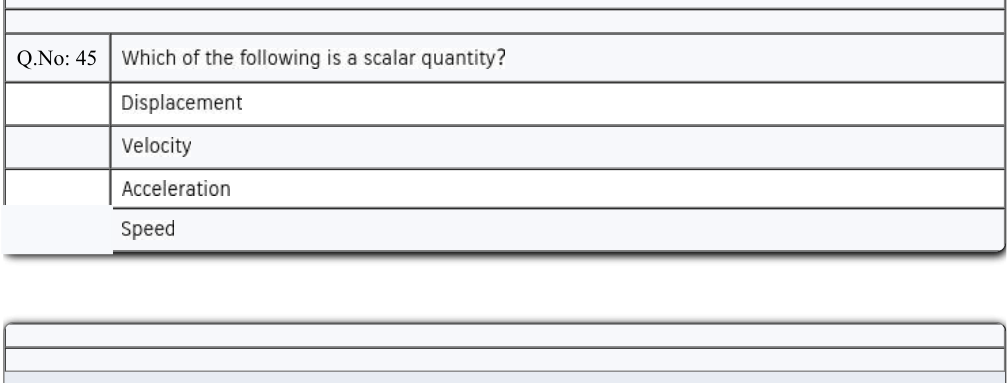 Q.No: 45 Which of the following is a scalar quantity?
Displacement
Velocity
Acceleration
Speed